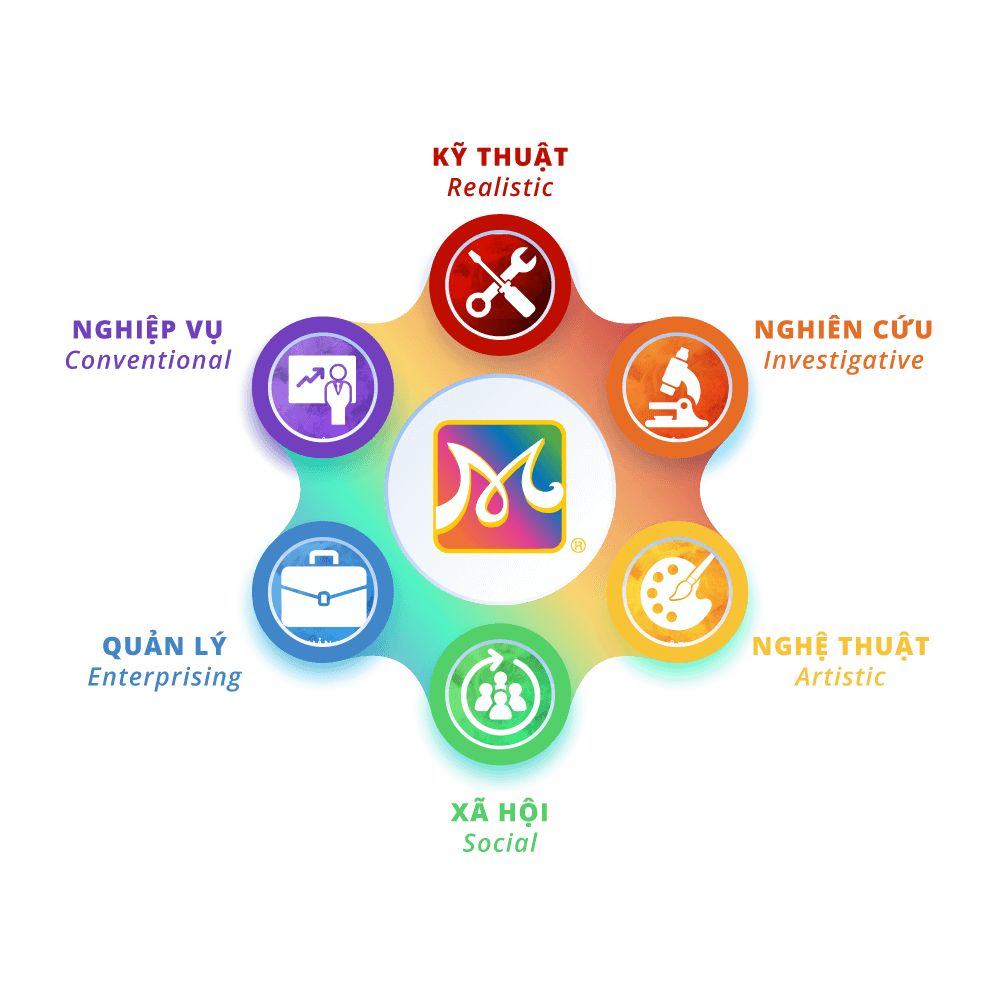 KỸ THUẬT
Realistic
NGHIỆP VỤ
Conventional
NGHIÊN CỨU
Investigative
M
®
QUẢN LÝ
Enterprising
NGHỆ THUẬT
Artistic
XÃ HỘI
Social